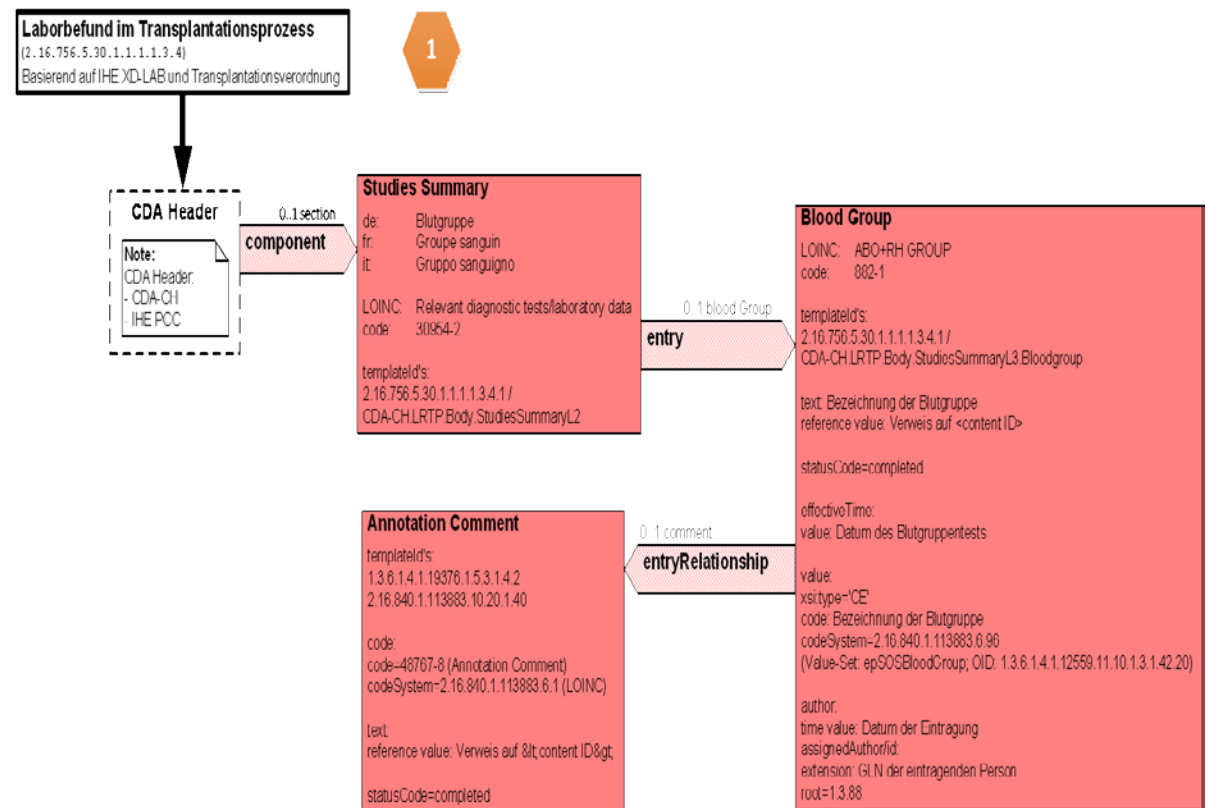 Laborbefund im Transplantationsprozess
(2.16.756.5.30.1.1.1.1.3.4)
Basierend auf IHE XD-LAB und Transplantationsverordnung
1
CDA Header
Note:
CDA Header:
- CDA-CH
- IHE PCC
0..1 section
component
Studies Summary
de: Blutgruppe
fr: Groupe sanguin
it: Gruppo sanguigno
LOINC: Relevant diagnostic tests/laboratory data
code: 30954-2
templateId's:
2.16.756.5.30.1.1.1.1.3.4.1 /
CDA-CH.LRTP.Body.StudiesSummaryL2
0..1 blood Group
entry
Blood Group
LOINC: ABO+RH GROUP
code: 882-1
templateId's:
2.16.756.5.30.1.1.1.1.3.4.1 /
CDA-CH.LRTP.Body.StudiesSummaryL3.Bloodgroup
text: Bezeichnung der Blutgruppe
reference value: Verweis auf <content ID>
statusCode=completed
effectiveTime:
value: Datum des Blutgruppentests
value:
xsi:type='CE'
code: Bezeichnung der Blutgruppe
codeSystem=2.16.840.1.113883.6.96
(Value-Set: epSOSBloodGroup; OID: 1.3.6.1.4.1.12559.11.10.1.3.1.42.20)
author:
time value: Datum der Eintragung
assignedAuthor/id:
extension: GLN der eintragenden Person
root=1.3.88
0..1 comment
entryRelationship
Annotation Comment
templateId's:
1.3.6.1.4.1.19376.1.5.3.1.4.2
2.16.840.1.113883.10.20.1.40
code:
code=48767-8 (Annotation Comment)
codeSystem=2.16.840.1.113883.6.1 (LOINC)
text:
reference value: Verweis auf &lt;content ID&gt;
statusCode=completed